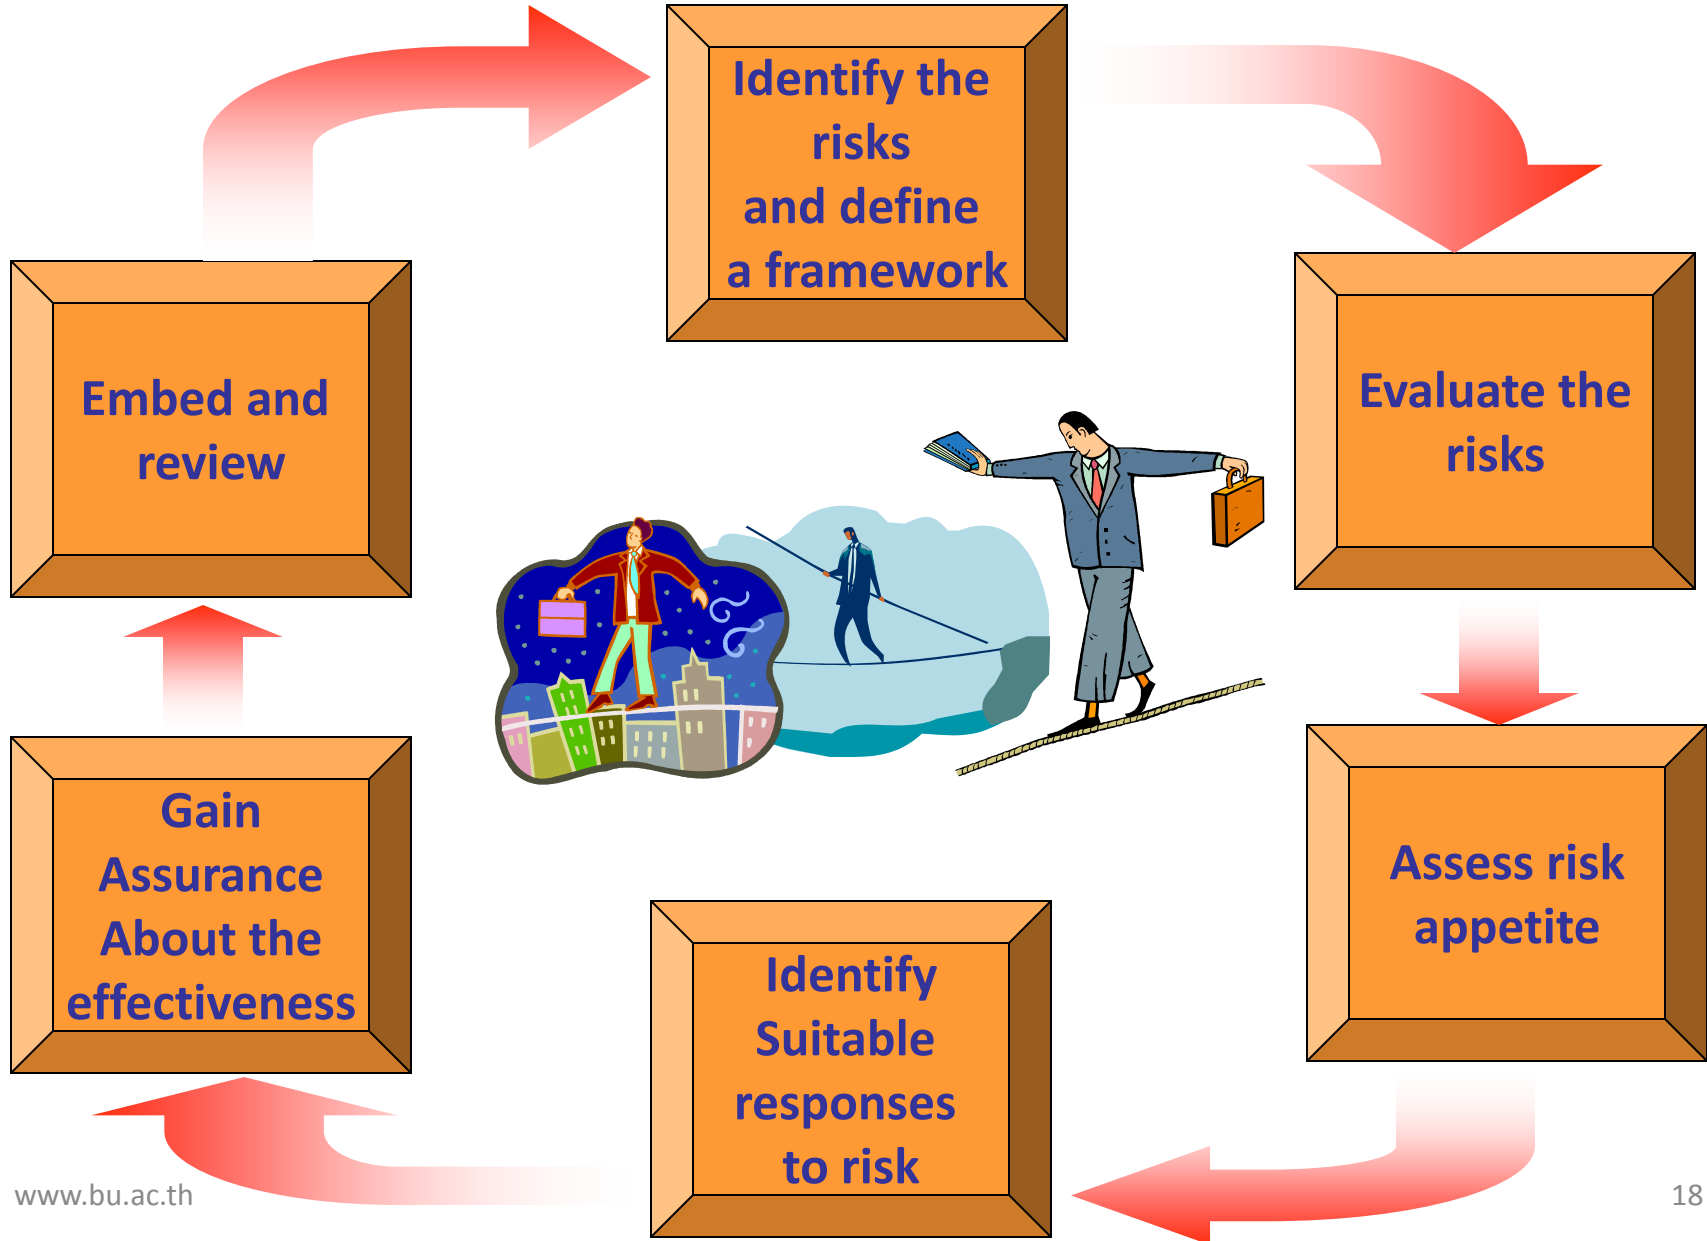 Identify the
risks
and define
a framework
Evaluate the
risks
Assess risk
appetite
Identify
Suitable
responses
to risk
Gain
Assurance
About the
effectiveness
Embed and
review
www.bu.ac.th
18